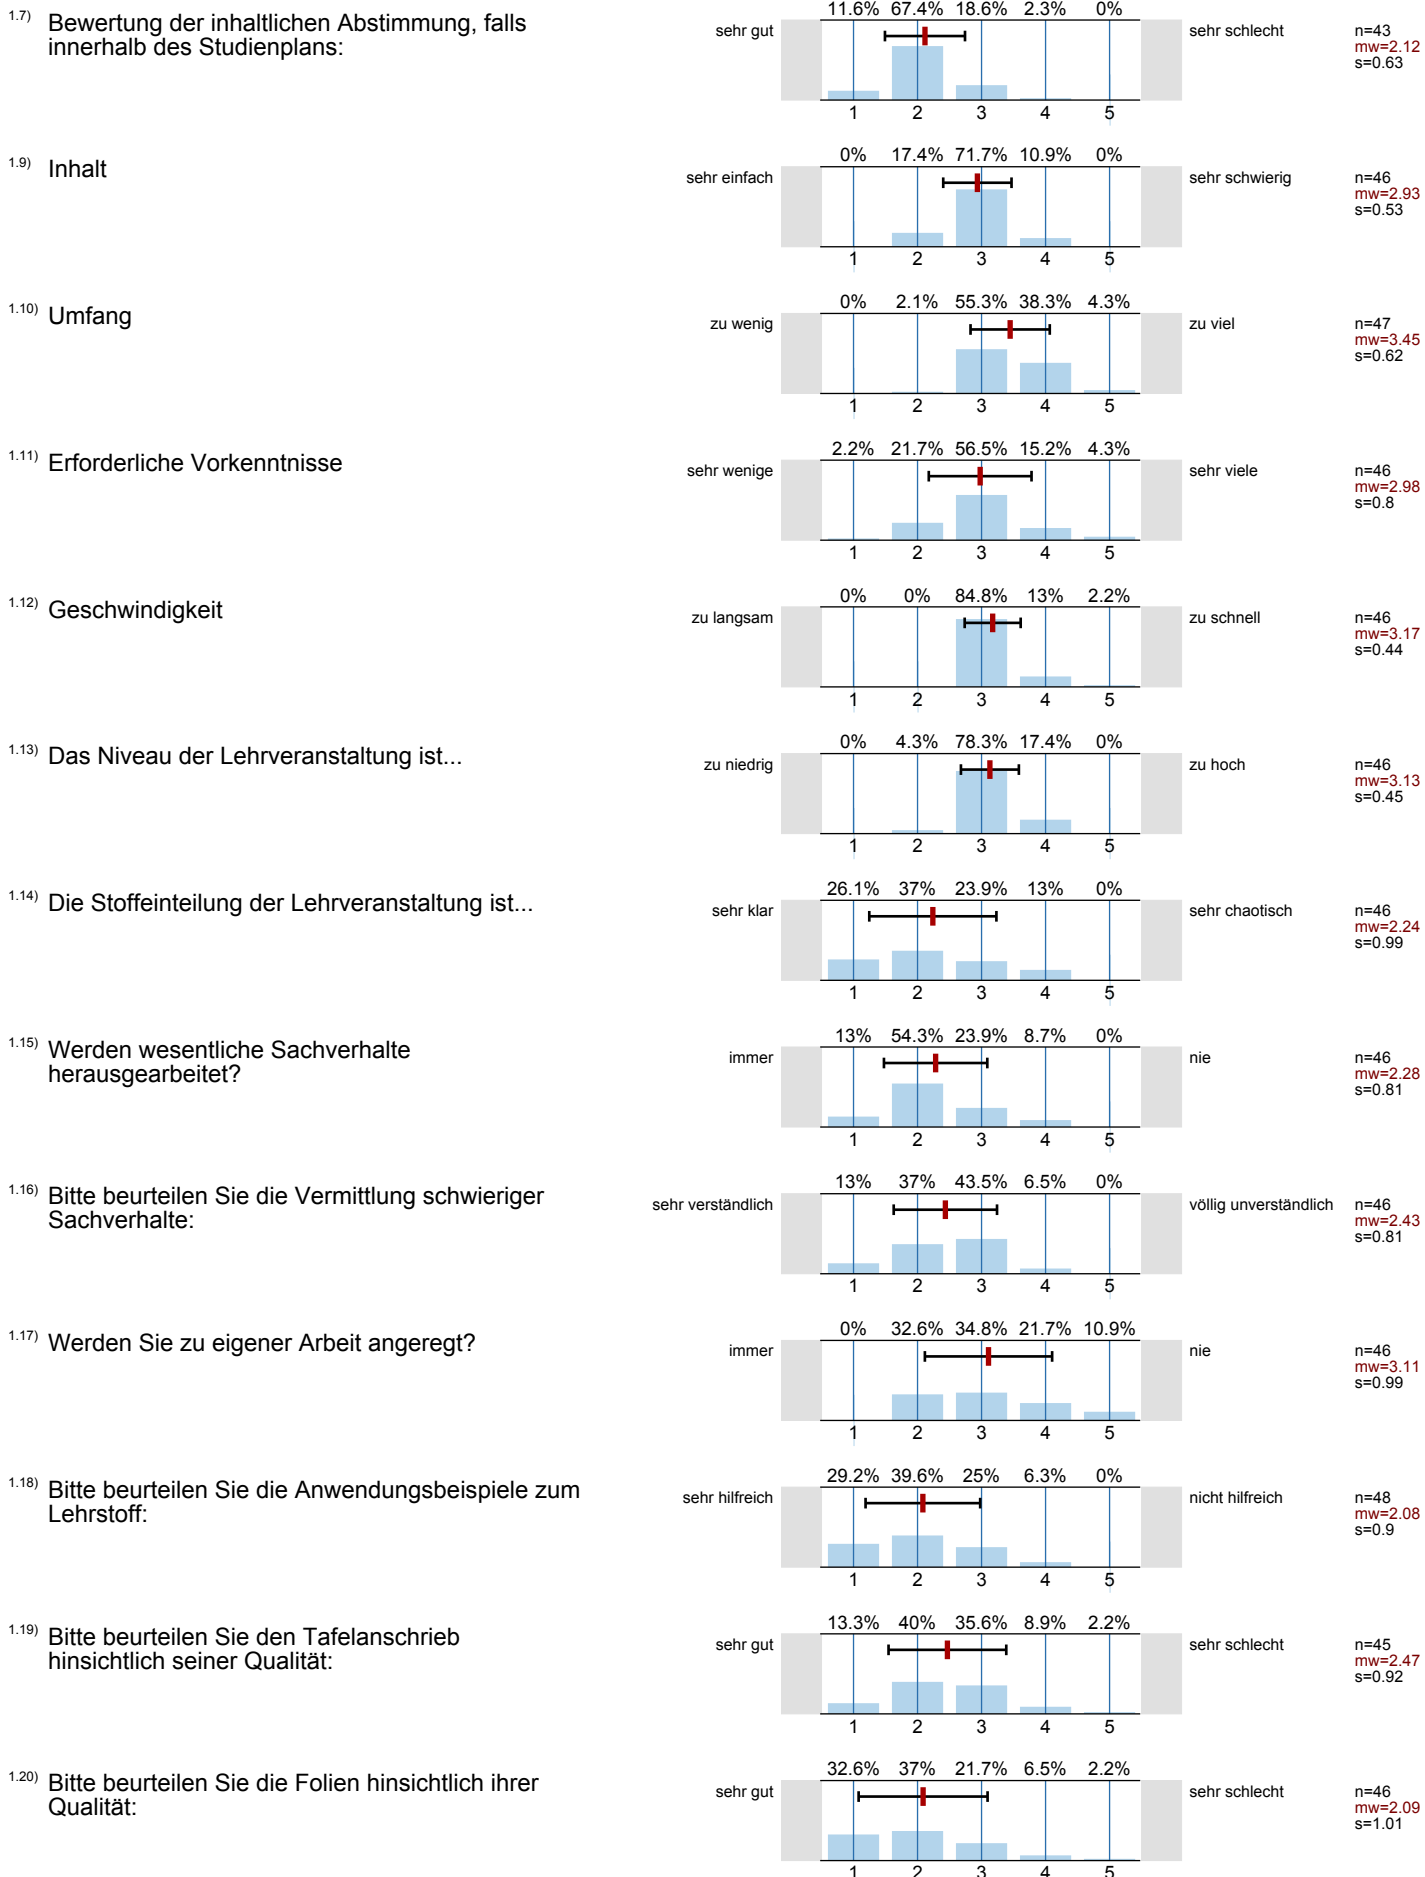 1.7) Bewertung der inhaltlichen Abstimmung, falls
innerhalb des Studienplans:
11.6% 67.4% 18.6% 2.3% 0%
sehr gut
sehr schlecht
n=43
mw=2.12
s=0.63
1 2 3 4 5
1.9) Inhalt
0% 17.4% 71.7% 10.9% 0%
sehr einfach
sehr schwierig
n=46
mw=2.93
s=0.53
1 2 3 4 5
1.10) Umfang
0% 2.1% 55.3% 38.3% 4.3%
zu wenig
zu viel
n=47
mw=3.45
s=0.62
1 2 3 4 5
1.11) Erforderliche Vorkenntnisse
2.2% 21.7% 56.5% 15.2% 4.3%
sehr wenige
sehr viele
n=46
mw=2.98
s=0.8
1 2 3 4 5
1.12) Geschwindigkeit
0% 0% 84.8% 13% 2.2%
zu langsam
zu schnell
n=46
mw=3.17
s=0.44
1 2 3 4 5
1.13) Das Niveau der Lehrveranstaltung ist...
0% 4.3% 78.3% 17.4% 0%
zu niedrig
zu hoch
n=46
mw=3.13
s=0.45
1 2 3 4 5
1.14) Die Stoffeinteilung der Lehrveranstaltung ist...
26.1% 37% 23.9% 13% 0%
sehr klar
sehr chaotisch
n=46
mw=2.24
s=0.99
1 2 3 4 5
1.15) Werden wesentliche Sachverhalte
herausgearbeitet?
13% 54.3% 23.9% 8.7% 0%
immer
nie
n=46
mw=2.28
s=0.81
1 2 3 4 5
1.16) Bitte beurteilen Sie die Vermittlung schwieriger
Sachverhalte:
13% 37% 43.5% 6.5% 0%
sehr verständlich
völlig unverständlich
n=46
mw=2.43
s=0.81
1 2 3 4 5
1.17) Werden Sie zu eigener Arbeit angeregt?
0% 32.6% 34.8% 21.7% 10.9%
immer
nie
n=46
mw=3.11
s=0.99
1 2 3 4 5
1.18) Bitte beurteilen Sie die Anwendungsbeispiele zum
Lehrstoff:
29.2% 39.6% 25% 6.3% 0%
sehr hilfreich
nicht hilfreich
n=48
mw=2.08
s=0.9
1 2 3 4 5
1.19) Bitte beurteilen Sie den Tafelanschrieb
hinsichtlich seiner Qualität:
13.3% 40% 35.6% 8.9% 2.2%
sehr gut
sehr schlecht
n=45
mw=2.47
s=0.92
1 2 3 4 5
1.20) Bitte beurteilen Sie die Folien hinsichtlich ihrer
Qualität:
32.6% 37% 21.7% 6.5% 2.2%
sehr gut
sehr schlecht
n=46
mw=2.09
s=1.01
1 2 3 4 5